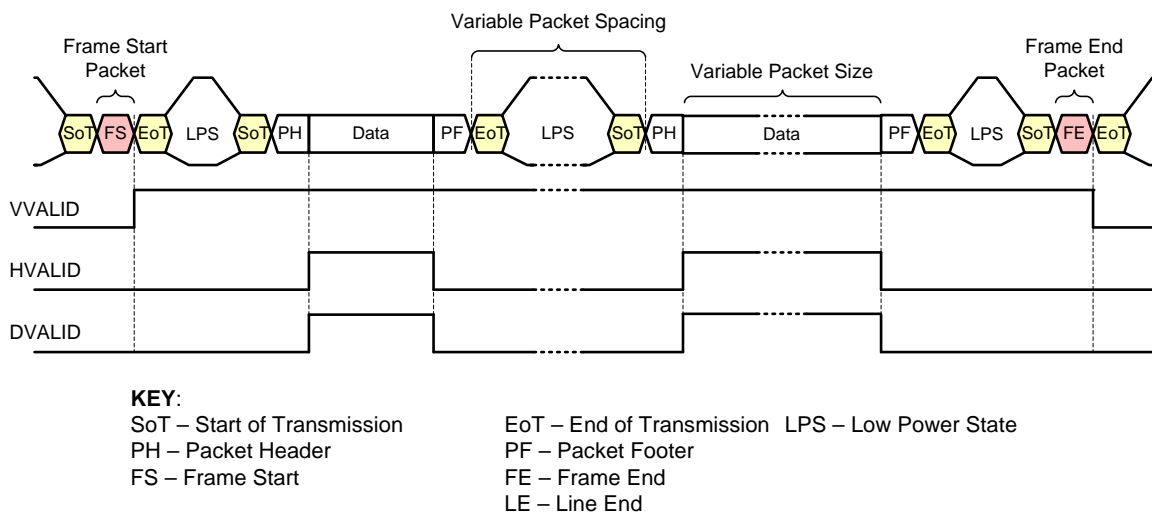 Variable Packet Spacing
Frame Start
Packet
Variable Packet Size
Frame End
Packet
SoT FS EoT LPS SoT PH Data PF EoT LPS SoT PH Data PF EoT LPS SoT FE EoT
VVALID
HVALID
DVALID
KEY:
SoT – Start of Transmission EoT – End of Transmission LPS – Low Power State
PH – Packet Header PF – Packet Footer
FS – Frame Start FE – Frame End
LE – Line End